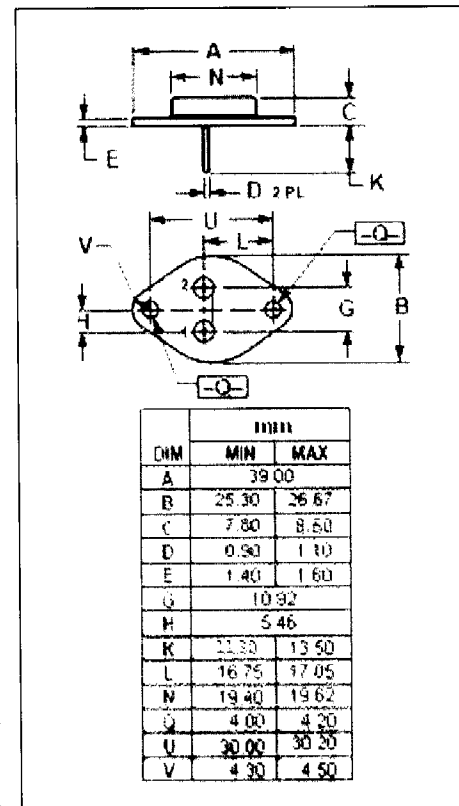 A
N
C
E
K
D 2 PL
U
L
V
-Q-
2
H
G
B
1
-Q-
mm
DIM MIN MAX
A 39.00
B 25.30 26.67
C 7.80 8.50
D 0.90 1.10
E 1.40 1.60
G 10.92
H 5.46
K 13.50
L 16.75 17.05
N 19.40 19.62
Q 4.00 4.20
U 30.00 30.20
V 4.30 4.50